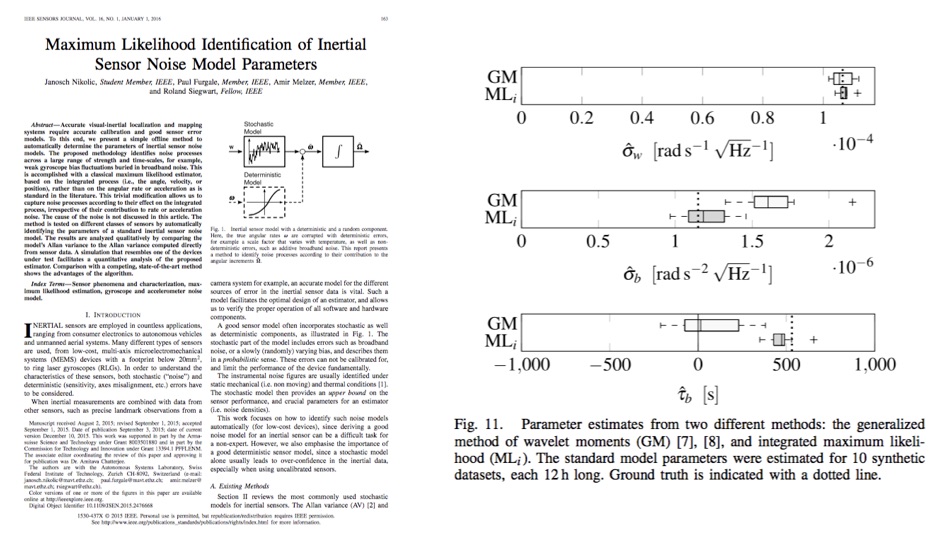 IEEE SENSORS JOURNAL, VOL. 16, NO. 1, JANUARY 1, 2016
163
Maximum Likelihood Identification of Inertial
Sensor Noise Model Parameters
Janosch Nikolic, Student Member, IEEE, Paul Furgale, Member, IEEE, Amir Melzer, Member, IEEE,
and Roland Siegwart, Fellow, IEEE
Abstract—Accurate visual-inertial localization and mapping
systems require accurate calibration and good sensor error
models. To this end, we present a simple offline method to
automatically determine the parameters of inertial sensor noise
models. The proposed methodology identifies noise processes
across a large range of strength and time-scales, for example,
weak gyroscope bias fluctuations buried in broadband noise. This
is accomplished with a classical maximum likelihood estimator,
based on the integrated process (i.e., the angle, velocity, or
position), rather than on the angular rate or acceleration as is
standard in the literature. This trivial modification allows us to
capture noise processes according to their effect on the integrated
process, irrespective of their contribution to rate or acceleration
noise. The cause of the noise is not discussed in this article. The
method is tested on different classes of sensors by automatically
identifying the parameters of a standard inertial sensor noise
model. The results are analyzed qualitatively by comparing the
model's Allan variance to the Allan variance computed directly
from sensor data. A simulation that resembles one of the devices
under test facilitates a quantitative analysis of the proposed
estimator. Comparison with a competing, state-of-the-art method
shows the advantages of the algorithm.
Index Terms—Sensor phenomena and characterization, max-
imum likelihood estimation, gyroscope and accelerometer noise
model.
I. INTRODUCTION
INERTIAL sensors are employed in countless applications,
ranging from consumer electronics to autonomous vehicles
and unmanned aerial systems. Many different types of sensors
are used, from low-cost, multi-axis microelectromechanical
systems (MEMS) devices with a footprint below 20mm²,
to ring laser gyroscopes (RLGs). In order to understand the
characteristics of these sensors, both stochastic ("noise") and
deterministic (sensitivity, axes misalignment, etc.) errors have
to be considered.
When inertial measurements are combined with data from
other sensors, such as precise landmark observations from a
Manuscript received August 2, 2015; revised September 1, 2015; accepted
September 1, 2015. Date of publication September 3, 2015; date of current
version December 10, 2015. This work was supported in part by the Arma-
suisse Science and Technology under Grant 8003501880 and in part by the
Commission for Technology and Innovation under Grant 13394.1 PFFLENM.
The associate editor coordinating the review of this paper and approving it
for publication was Dr. Amitava Chatterjee.
The authors are with the Autonomous Systems Laboratory, Swiss
Federal Institute of Technology, Zurich CH-8092, Switzerland (e-mail:
janosch.nikolic@mavt.ethz.ch; paul.furgale@mavt.ethz.ch; amir.melzer@
mavt.ethz.ch; rsiegwart@ethz.ch).
Color versions of one or more of the figures in this paper are available
online at http://ieeexplore.ieee.org.
Digital Object Identifier 10.1109/JSEN.2015.2476668
Stochastic
Model
w
ω̃
∫
Ω̃
Deterministic
Model
ω
Fig. 1. Inertial sensor model with a deterministic and a random component.
Here, the true angular rates ω are corrupted with deterministic errors,
for example a scale factor that varies with temperature, as well as non-
deterministic errors, such as additive broadband noise. This report presents
a method to identify noise processes according to their contribution to the
angular increments Ω̃.
camera system for example, an accurate model for the different
sources of error in the inertial sensor data is vital. Such a
model facilitates the optimal design of an estimator, and allows
us to verify the proper operation of all software and hardware
components.
A good sensor model often incorporates stochastic as well
as deterministic components, as illustrated in Fig. 1. The
stochastic part of the model includes errors such as broadband
noise, or a slowly (randomly) varying bias, and describes them
in a probabilistic sense. These errors can not be calibrated for,
and limit the performance of the device fundamentally.
The instrumental noise figures are usually identified under
static mechanical (i.e. non moving) and thermal conditions [1].
The stochastic model then provides an upper bound on the
sensor performance, and crucial parameters for an estimator
(i.e. noise densities).
This work focuses on how to identify such noise models
automatically (for low-cost devices), since deriving a good
noise model for an inertial sensor can be a difficult task for
a non-expert. However, we also emphasise the importance of
a good deterministic sensor model, since a stochastic model
alone usually leads to over-confidence in the inertial data,
especially when using uncalibrated sensors.
A. Existing Methods
Section II reviews the most commonly used stochastic
models for inertial sensors. The Allan variance (AV) [2] and
1530-437X © 2015 IEEE. Personal use is permitted, but republication/redistribution requires IEEE permission.
See http://www.ieee.org/publications_standards/publications/rights/index.html for more information.
GM
MLᵢ
0 0.2 0.4 0.6 0.8 1
σ̂w [rad s⁻¹ √Hz⁻¹] ·10⁻⁴
GM
MLᵢ
0 0.5 1 1.5 2
σ̂b [rad s⁻² √Hz⁻¹] ·10⁻⁶
GM
MLᵢ
−1,000 −500 0 500 1,000
τ̂b [s]
Fig. 11. Parameter estimates from two different methods: the generalized
method of wavelet moments (GM) [7], [8], and integrated maximum likeli-
hood (MLᵢ). The standard model parameters were estimated for 10 synthetic
datasets, each 12 h long. Ground truth is indicated with a dotted line.